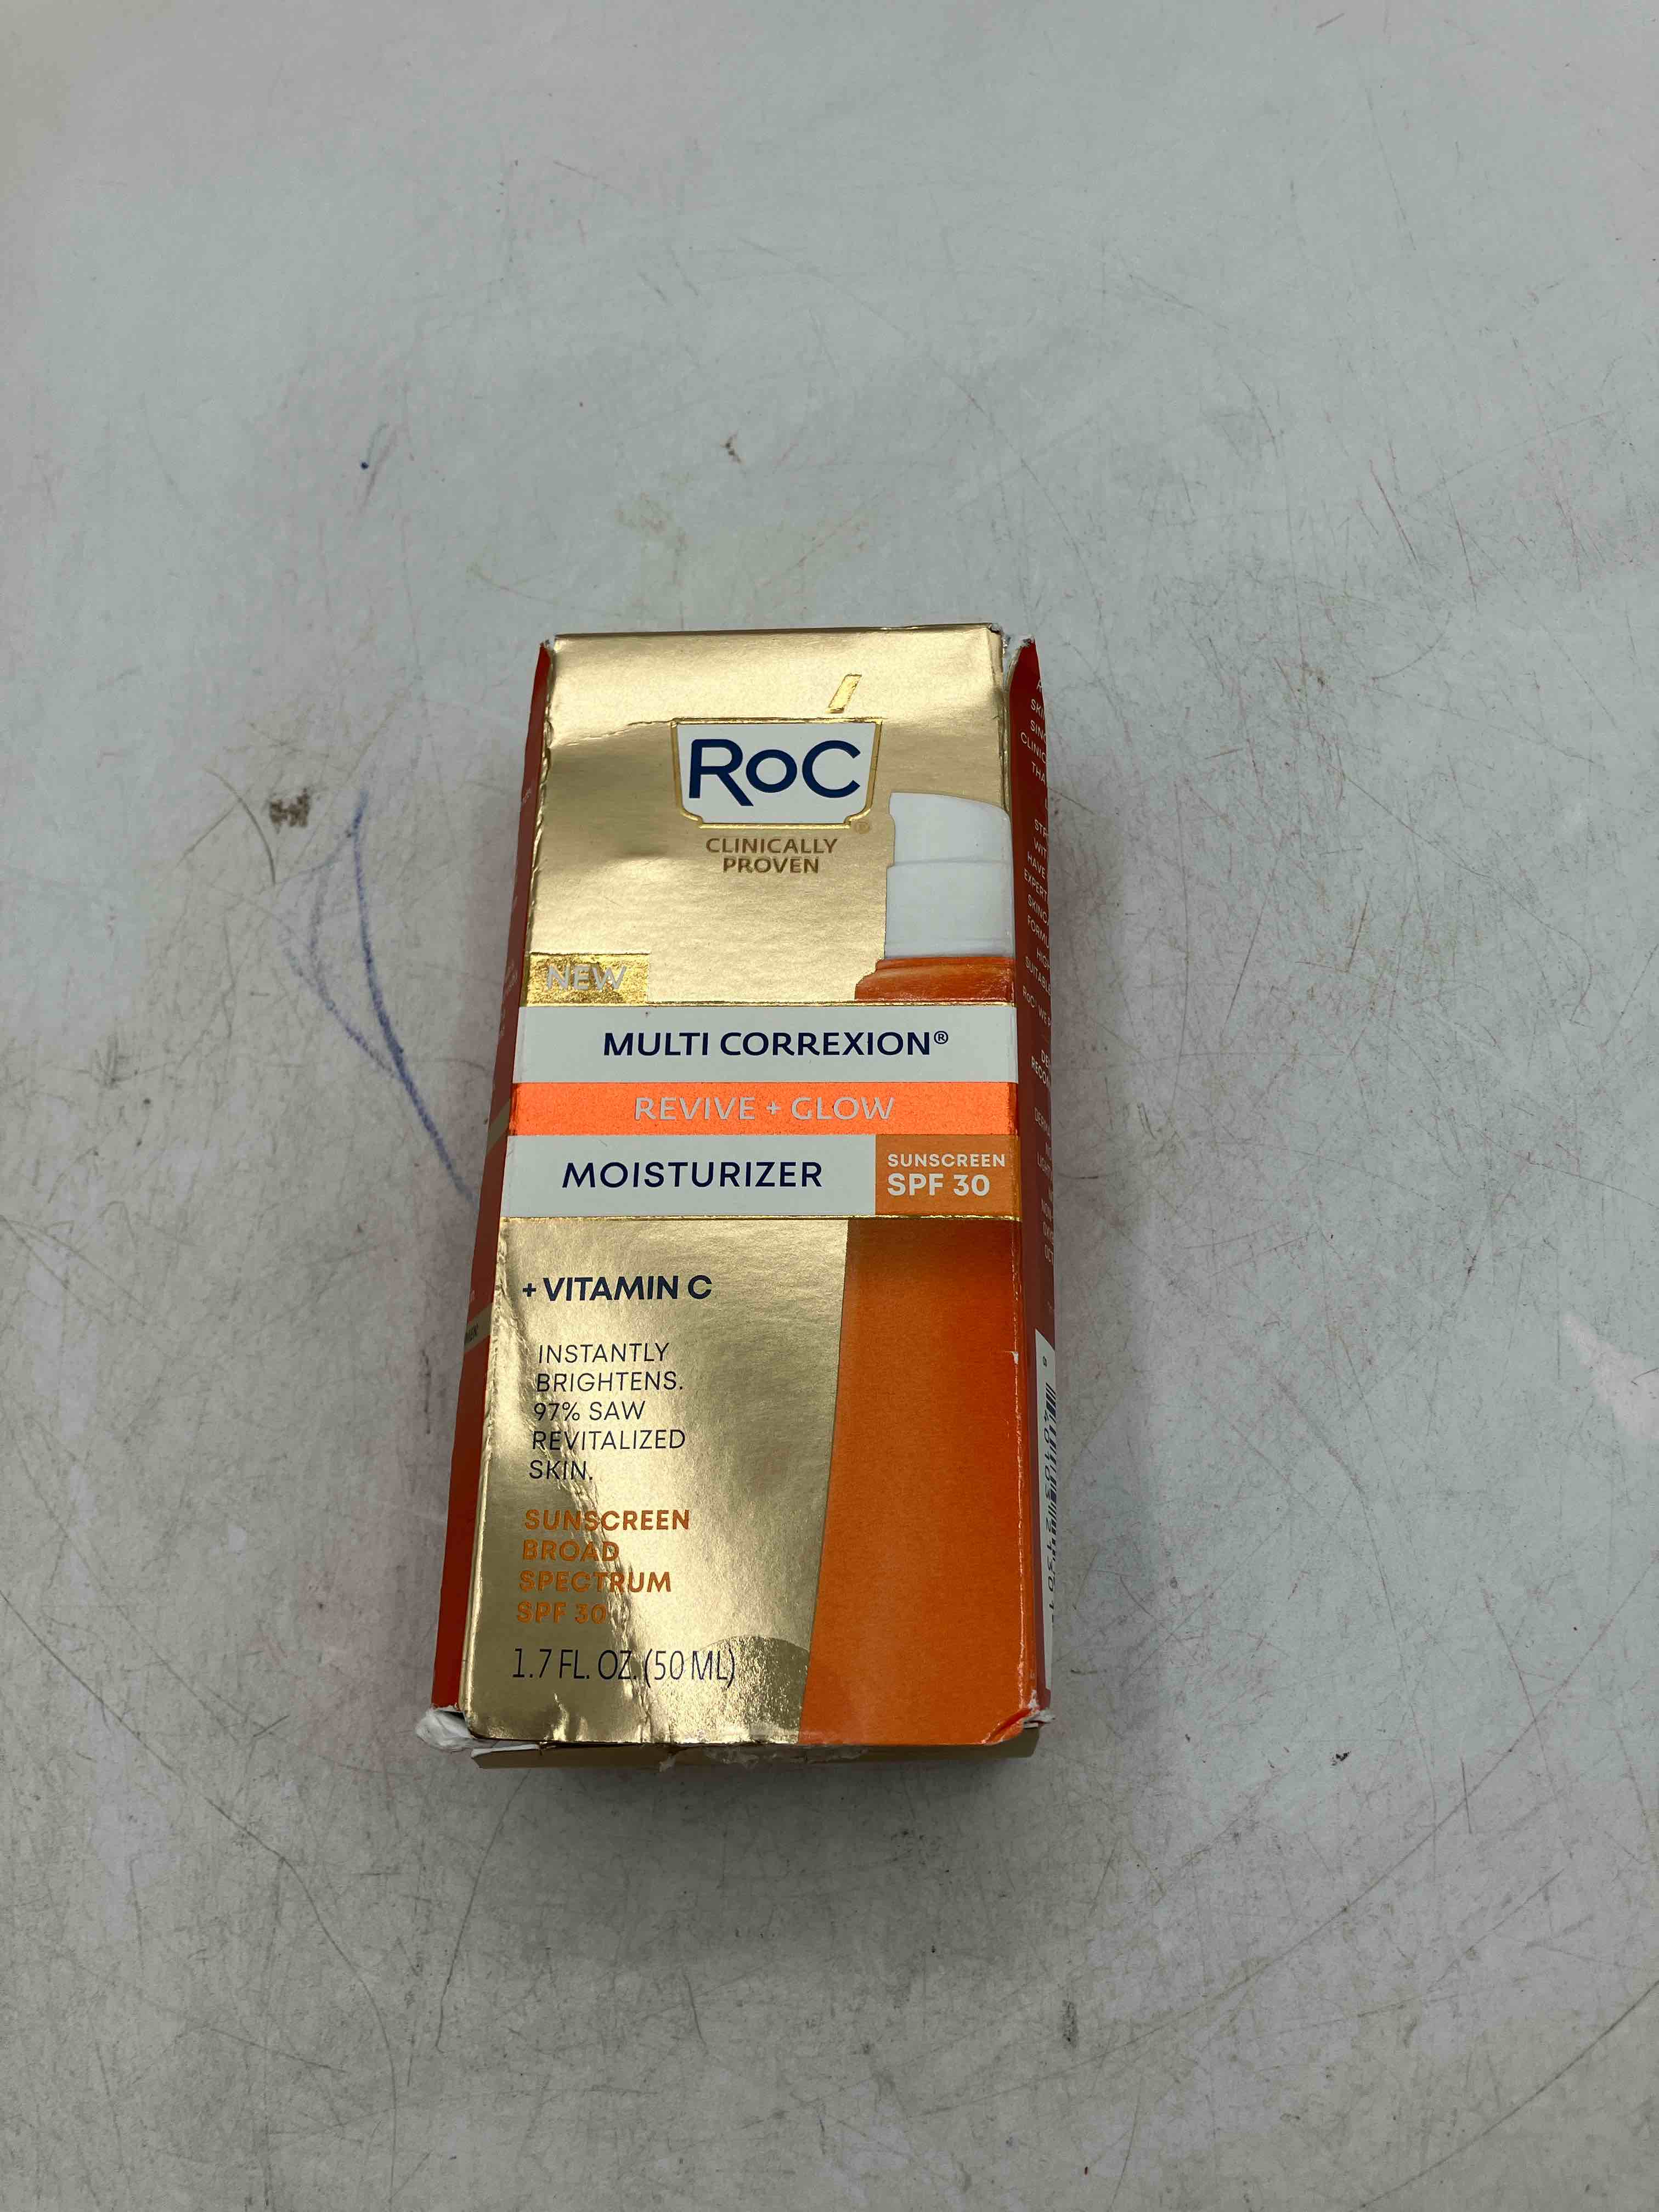 RoC®
CLINICALLY
PROVEN
NEW
MULTI CORREXION®
REVIVE + GLOW
MOISTURIZER
SUNSCREEN
SPF 30
+ VITAMIN C
INSTANTLY
BRIGHTENS.
97% SAW
REVITALIZED
SKIN.
SUNSCREEN
BROAD
SPECTRUM
SPF 30
1.7 FL. OZ. (50 ML)